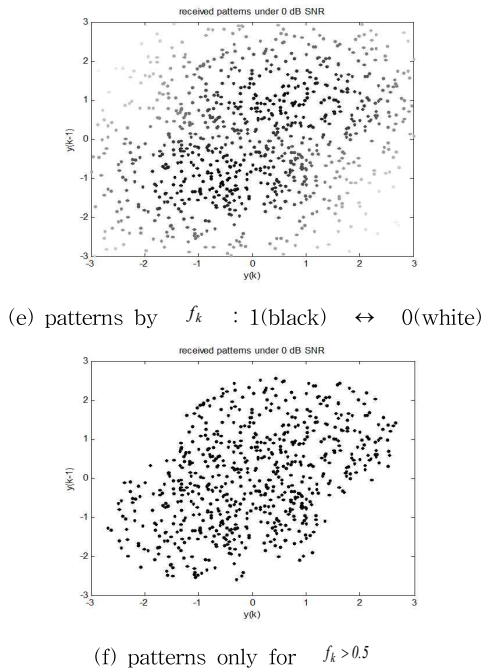 received patterns under 0 dB SNR
3
2
1
0
-1
-2
-3
y(k-1)
-3 -2 -1 0 1 2 3
y(k)
(e) patterns by fₖ : 1(black) ↔ 0(white)
received patterns under 0 dB SNR
3
2
1
0
-1
-2
-3
y(k-1)
-3 -2 -1 0 1 2 3
y(k)
(f) patterns only for fₖ > 0.5